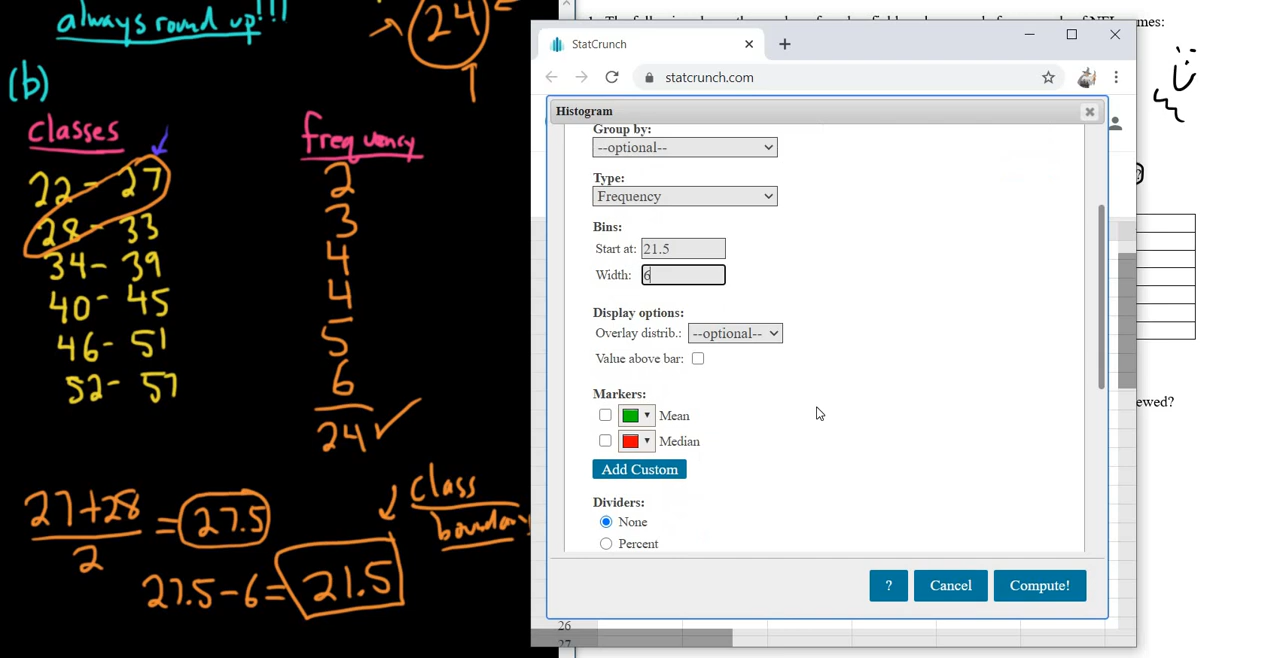 always round up!!!
24
(b)
classes
frequency
22 - 27
2
28 - 33
3
34 - 39
4
40 - 45
4
46 - 51
5
52 - 57
6
24
27 + 28
2
= 27.5
27.5 - 6 = 21.5
class
boundary
StatCrunch
statcrunch.com
Histogram
Group by:
--optional--
Type:
Frequency
Bins:
Start at: 21.5
Width: 6
Display options:
Overlay distrib.: --optional--
Value above bar:
Markers:
Mean
Median
Add Custom
Dividers:
None
Percent
? Cancel Compute!
26
27
ewed?